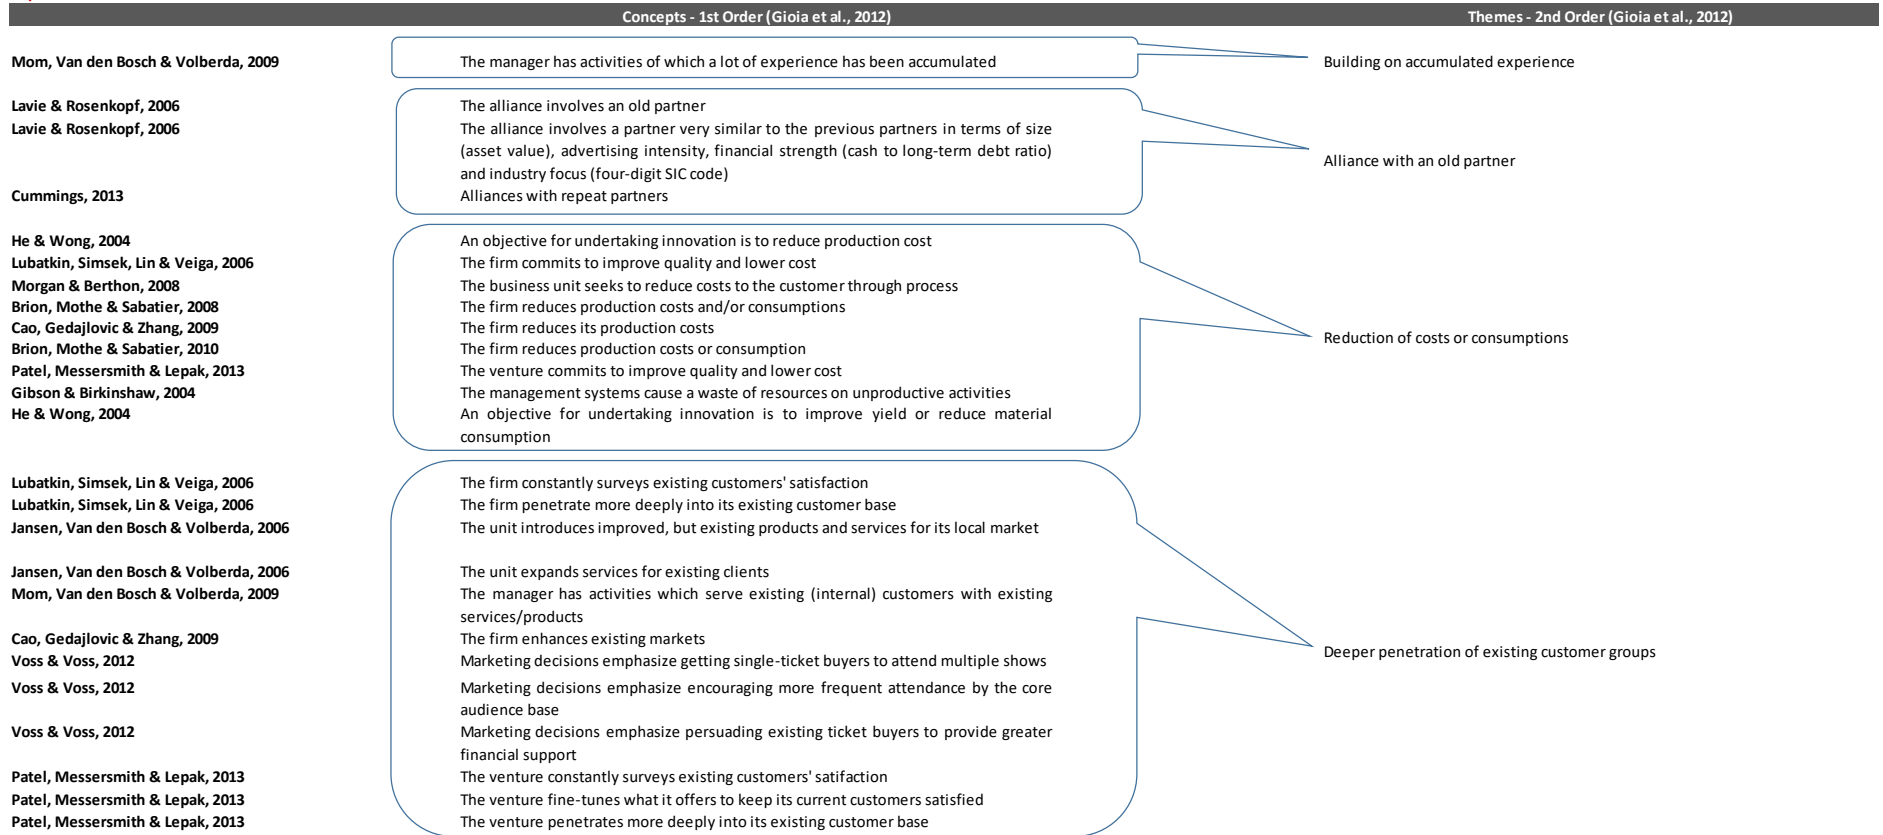 Concepts - 1st Order (Gioia et al., 2012) Themes - 2nd Order (Gioia et al., 2012)
Mom, Van den Bosch & Volberda, 2009 The manager has activities of which a lot of experience has been accumulated Building on accumulated experience
Lavie & Rosenkopf, 2006 The alliance involves an old partner
Lavie & Rosenkopf, 2006 The alliance involves a partner very similar to the previous partners in terms of size
(asset value), advertising intensity, financial strength (cash to long-term debt ratio)
Alliance with an old partner
and industry focus (four-digit SIC code)
Cummings, 2013 Alliances with repeat partners
He & Wong, 2004 An objective for undertaking innovation is to reduce production cost
Lubatkin, Simsek, Lin & Veiga, 2006 The firm commits to improve quality and lower cost
Morgan & Berthon, 2008 The business unit seeks to reduce costs to the customer through process
Brion, Mothe & Sabatier, 2008 The firm reduces production costs and/or consumptions
Cao, Gedajlovic & Zhang, 2009 The firm reduces its production costs
Reduction of costs or consumptions
Brion, Mothe & Sabatier, 2010 The firm reduces production costs or consumption
Patel, Messersmith & Lepak, 2013 The venture commits to improve quality and lower cost
Gibson & Birkinshaw, 2004 The management systems cause a waste of resources on unproductive activities
He & Wong, 2004 An objective for undertaking innovation is to improve yield or reduce material
consumption
Lubatkin, Simsek, Lin & Veiga, 2006 The firm constantly surveys existing customers' satisfaction
Lubatkin, Simsek, Lin & Veiga, 2006 The firm penetrate more deeply into its existing customer base
Jansen, Van den Bosch & Volberda, 2006 The unit introduces improved, but existing products and services for its local market
Jansen, Van den Bosch & Volberda, 2006 The unit expands services for existing clients
Mom, Van den Bosch & Volberda, 2009 The manager has activities which serve existing (internal) customers with existing
services/products
Cao, Gedajlovic & Zhang, 2009 The firm enhances existing markets
Deeper penetration of existing customer groups
Voss & Voss, 2012 Marketing decisions emphasize getting single-ticket buyers to attend multiple shows
Voss & Voss, 2012 Marketing decisions emphasize encouraging more frequent attendance by the core
audience base
Voss & Voss, 2012 Marketing decisions emphasize persuading existing ticket buyers to provide greater
financial support
Patel, Messersmith & Lepak, 2013 The venture constantly surveys existing customers' satifaction
Patel, Messersmith & Lepak, 2013 The venture fine-tunes what it offers to keep its current customers satisfied
Patel, Messersmith & Lepak, 2013 The venture penetrates more deeply into its existing customer base